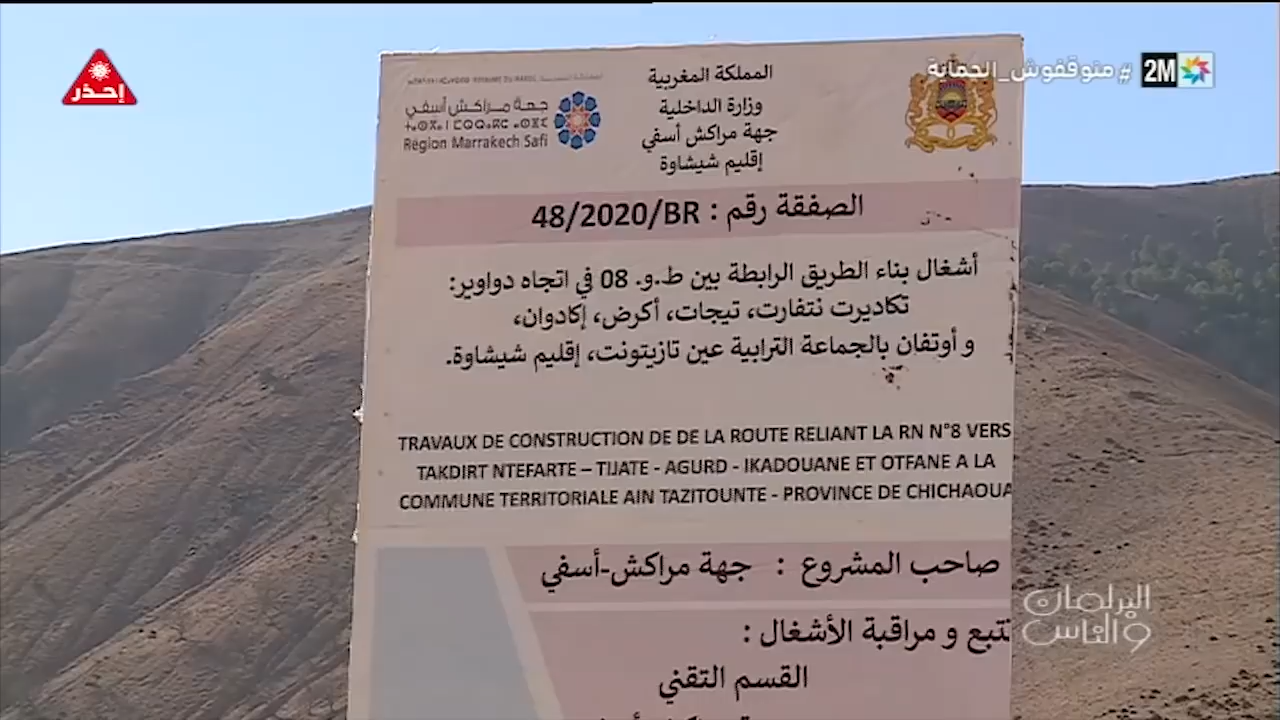 إحذر
# متوقفوش_الحماية
2M
المملكة المغربية
وزارة الداخلية
جهة مراكش أسفي
إقليم شيشاوة
جهة مراكش أسفي
Région Marrakech Safi
الصفقة رقم : 48/2020/BR
أشغال بناء الطريق الرابطة بين ط.و. 08 في اتجاه دواوير:
تكاديرت نتفارت، تيجات، أكرض، إكادوان،
و أوتفان بالجماعة الترابية عين تازيتونت، إقليم شيشاوة.
TRAVAUX DE CONSTRUCTION DE DE LA ROUTE RELIANT LA RN N°8 VERS
TAKDIRT NTEFARTE – TIJATE - AGURD - IKADOUANE ET OTFANE A LA
COMMUNE TERRITORIALE AIN TAZITOUNTE - PROVINCE DE CHICHAOUA
صاحب المشروع : جهة مراكش-أسفي
تتبع و مراقبة الأشغال :
القسم التقني
البرلمان
والناس